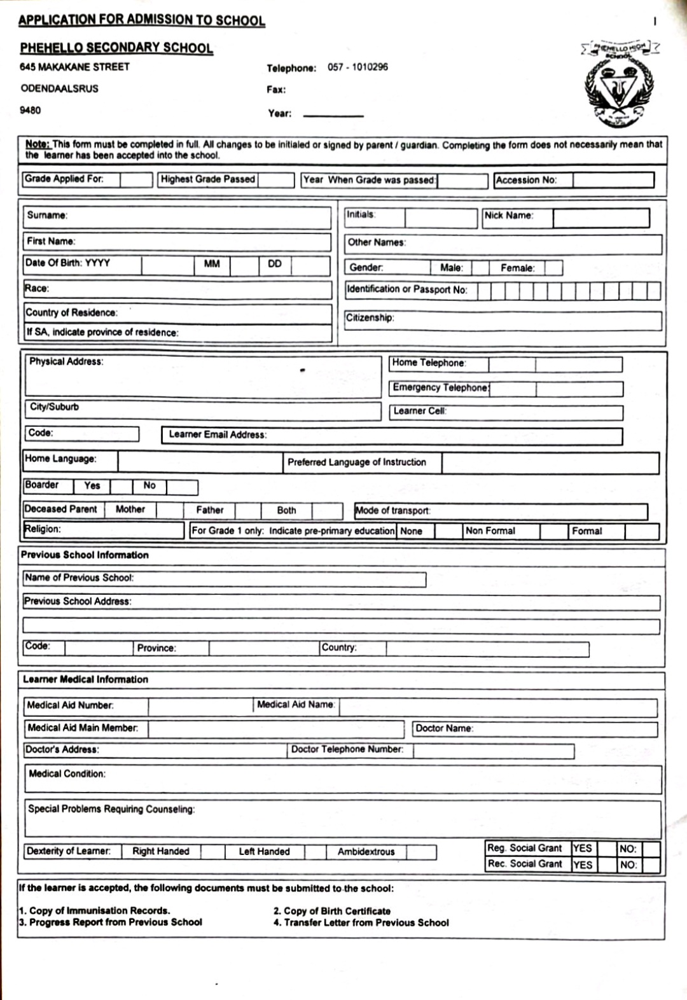 APPLICATION FOR ADMISSION TO SCHOOL
I
PHEHELLO SECONDARY SCHOOL
PHEHELLO HIGH
SCHOOL
645 MAKAKANE STREET
Telephone: 057 - 1010296
ODENDAALSRUS
Fax:
9480
Year:
Note: This form must be completed in full. All changes to be initialed or signed by parent / guardian. Completing the form does not necessarily mean that
the learner has been accepted into the school.
Grade Applied For: Highest Grade Passed Year When Grade was passed: Accession No:
Surname: Initials: Nick Name:
First Name: Other Names:
Date Of Birth: YYYY MM DD Gender: Male: Female:
Race: Identification or Passport No:
Country of Residence: Citizenship:
If SA, indicate province of residence:
Physical Address: Home Telephone:
Emergency Telephone:
City/Suburb Learner Cell:
Code: Learner Email Address:
Home Language: Preferred Language of Instruction
Boarder Yes No
Deceased Parent Mother Father Both Mode of transport:
Religion: For Grade 1 only: Indicate pre-primary education None Non Formal Formal
Previous School Information
Name of Previous School:
Previous School Address:
Code: Province: Country:
Learner Medical Information
Medical Aid Number: Medical Aid Name:
Medical Aid Main Member: Doctor Name:
Doctor's Address: Doctor Telephone Number:
Medical Condition:
Special Problems Requiring Counseling:
Dexterity of Learner: Right Handed Left Handed Ambidextrous Reg. Social Grant YES NO:
Rec. Social Grant YES NO:
If the learner is accepted, the following documents must be submitted to the school:
1. Copy of Immunisation Records. 2. Copy of Birth Certificate
3. Progress Report from Previous School 4. Transfer Letter from Previous School